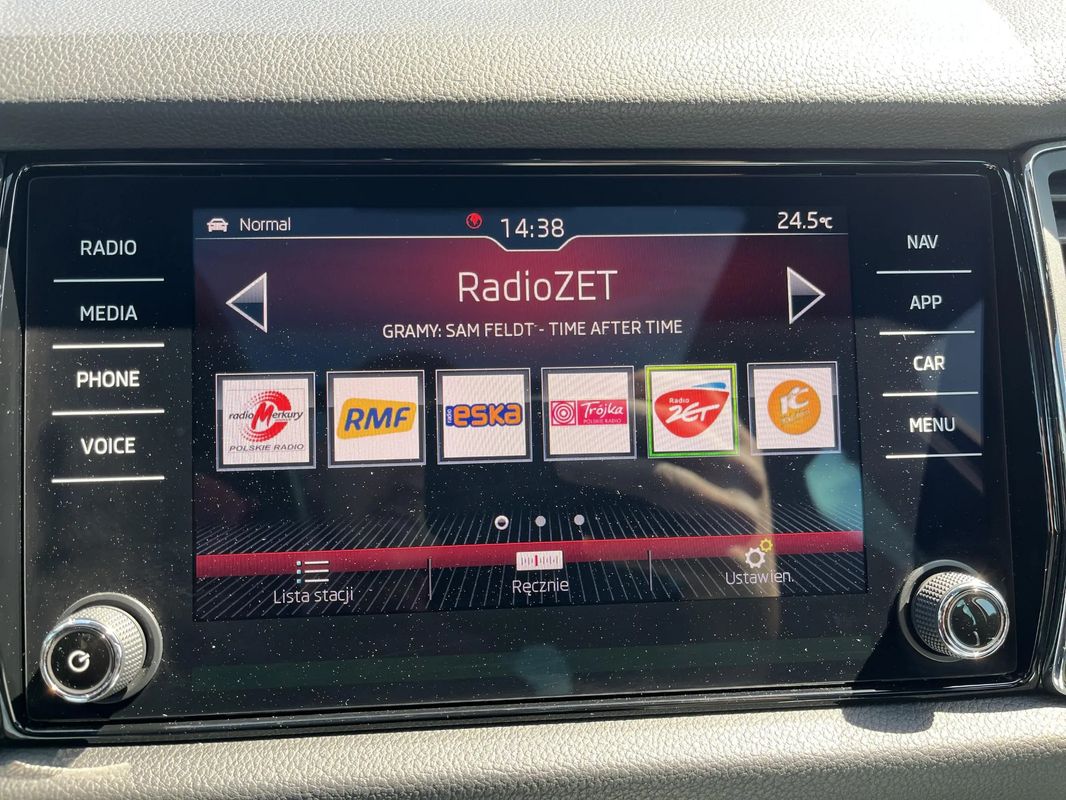 Normal
14:38
24.5°C
RADIO
MEDIA
PHONE
VOICE
RadioZET
GRAMY: SAM FELDT - TIME AFTER TIME
radio Merkury
POLSKIE RADIO
RMF
eska
Trójka
POLSKIE RADIO
Radio
ZET
Lista stacji
Ręcznie
Ustawien.
NAV
APP
CAR
MENU